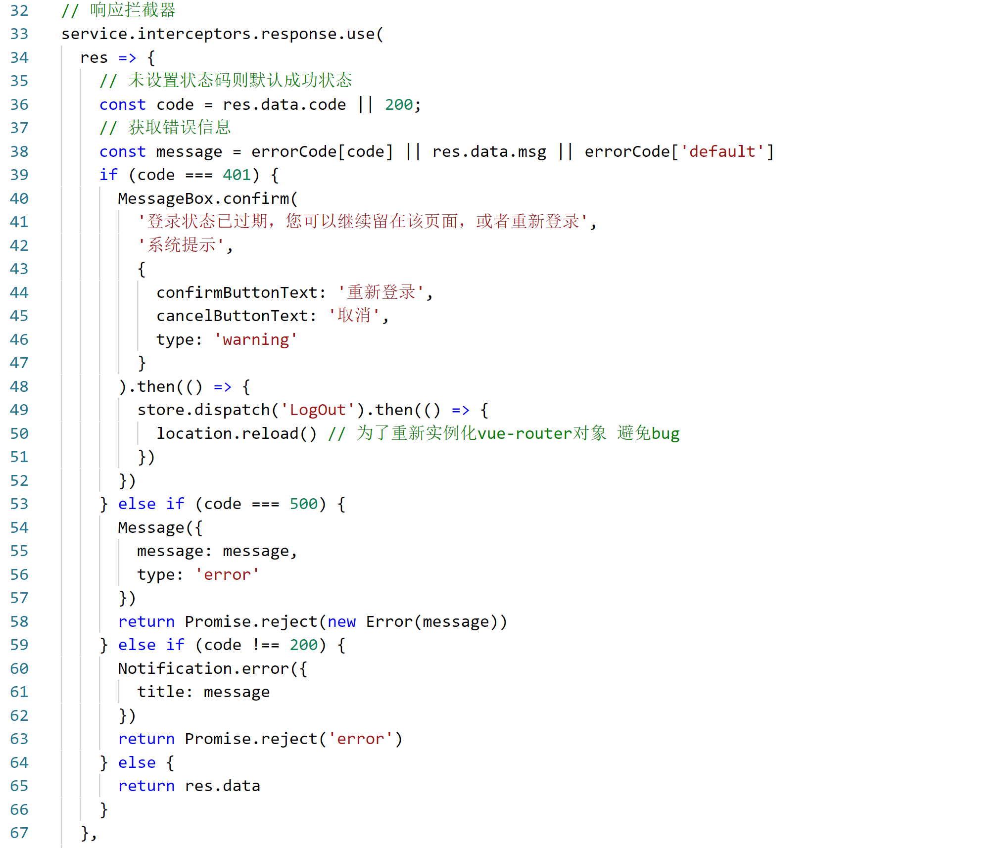 32 // 响应拦截器
33 service.interceptors.response.use(
34 res => {
35 // 未设置状态码则默认成功状态
36 const code = res.data.code || 200;
37 // 获取错误信息
38 const message = errorCode[code] || res.data.msg || errorCode['default']
39 if (code === 401) {
40 MessageBox.confirm(
41 '登录状态已过期，您可以继续留在该页面，或者重新登录',
42 '系统提示',
43 {
44 confirmButtonText: '重新登录',
45 cancelButtonText: '取消',
46 type: 'warning'
47 }
48 ).then(() => {
49 store.dispatch('LogOut').then(() => {
50 location.reload() // 为了重新实例化vue-router对象 避免bug
51 })
52 })
53 } else if (code === 500) {
54 Message({
55 message: message,
56 type: 'error'
57 })
58 return Promise.reject(new Error(message))
59 } else if (code !== 200) {
60 Notification.error({
61 title: message
62 })
63 return Promise.reject('error')
64 } else {
65 return res.data
66 }
67 },